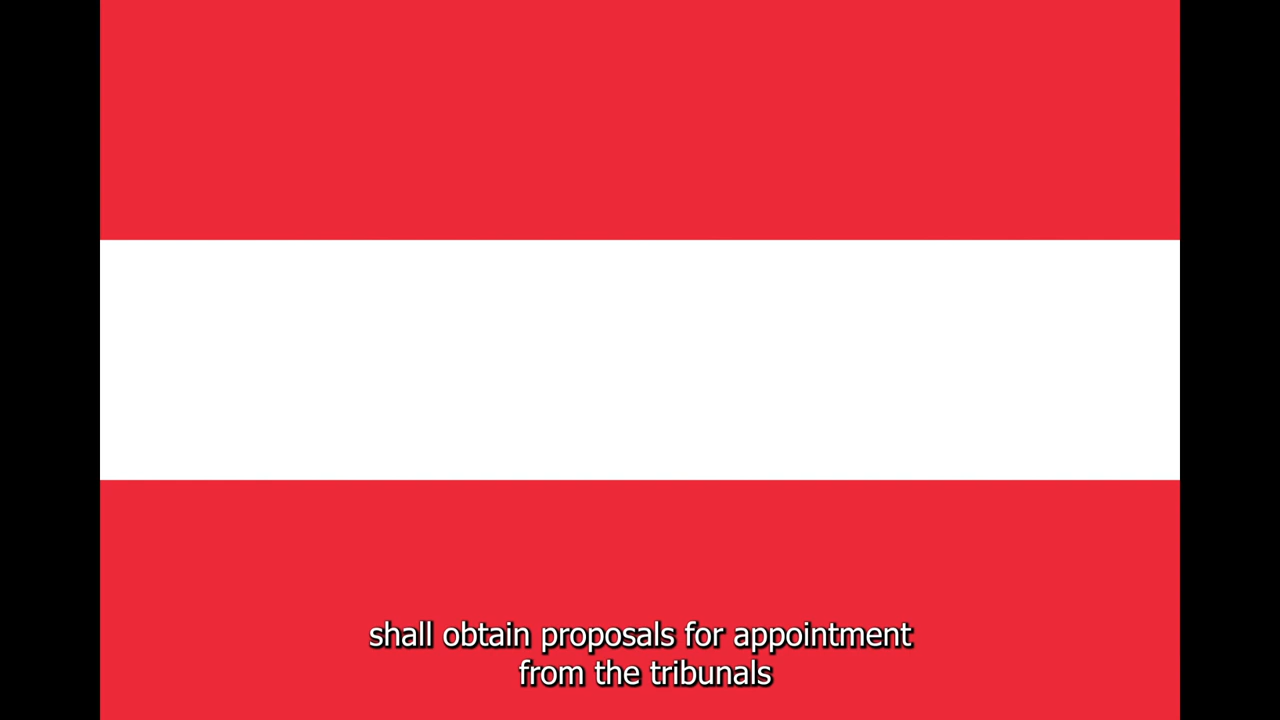 shall obtain proposals for appointment
from the tribunals